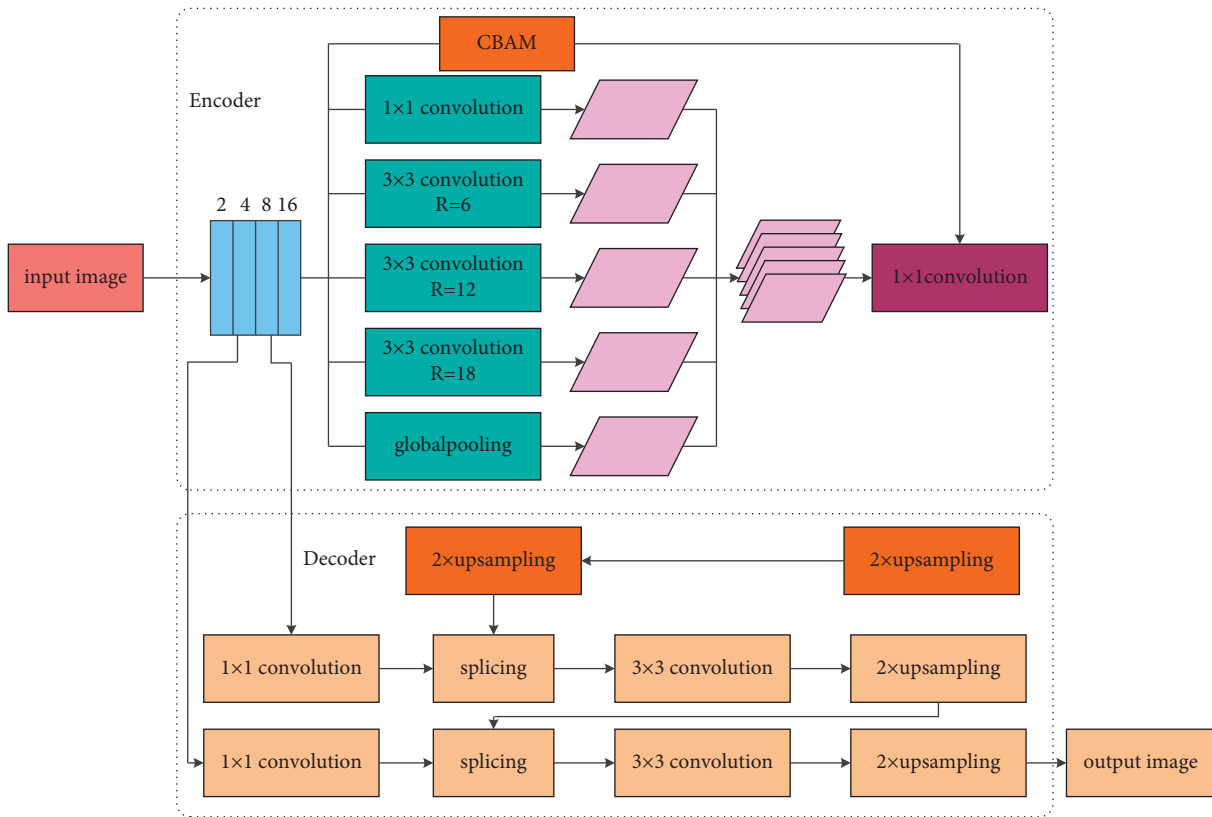 CBAM
Encoder
1×1 convolution
3×3 convolution
R=6
2 4 8 16
input image
3×3 convolution
R=12
1×1convolution
3×3 convolution
R=18
globalpooling
Decoder
2×upsampling
2×upsampling
1×1 convolution
splicing
3×3 convolution
2×upsampling
1×1 convolution
splicing
3×3 convolution
2×upsampling
output image